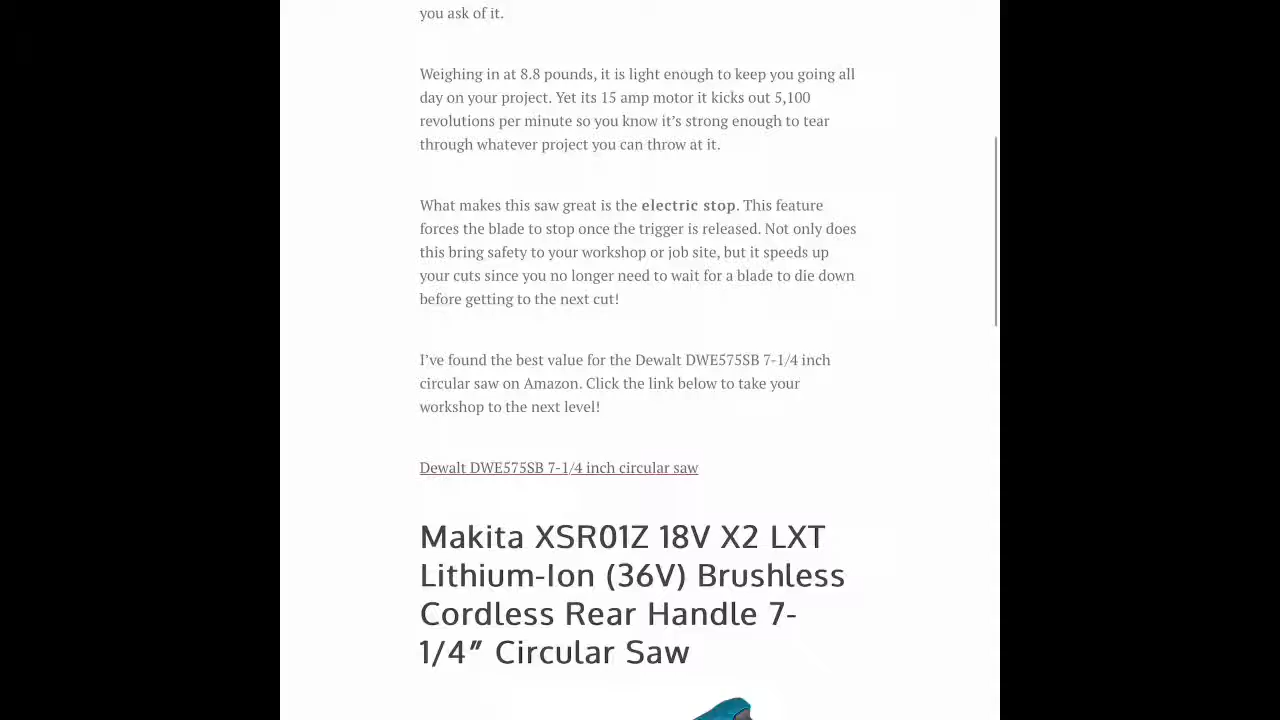 you ask of it.
Weighing in at 8.8 pounds, it is light enough to keep you going all
day on your project. Yet its 15 amp motor it kicks out 5,100
revolutions per minute so you know it’s strong enough to tear
through whatever project you can throw at it.
What makes this saw great is the electric stop. This feature
forces the blade to stop once the trigger is released. Not only does
this bring safety to your workshop or job site, but it speeds up
your cuts since you no longer need to wait for a blade to die down
before getting to the next cut!
I’ve found the best value for the Dewalt DWE575SB 7-1/4 inch
circular saw on Amazon. Click the link below to take your
workshop to the next level!
Dewalt DWE575SB 7-1/4 inch circular saw
Makita XSR01Z 18V X2 LXT
Lithium-Ion (36V) Brushless
Cordless Rear Handle 7-
1/4″ Circular Saw